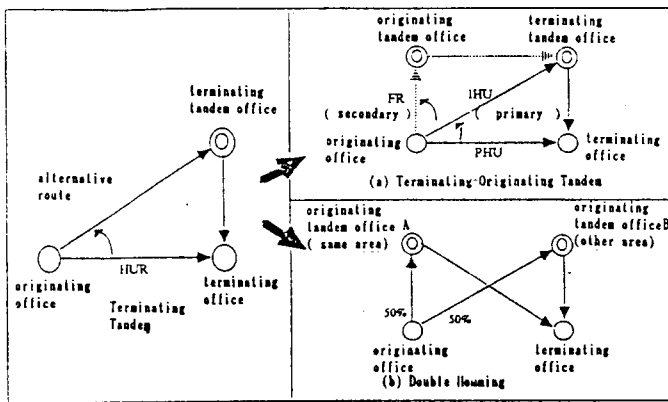 terminating
tandem office
alternative
route
HUR
originating
office
terminating
office
Terminating
Tandem
originating
tandem office
terminating
tandem office
FR
( secondary)
IHU
( primary )
originating
office
PHU
terminating
office
(a) Terminating-Originating Tandem
originating
tandem office A
( same area)
originating
tandem office B
(other area)
50%
50%
originating
office
terminating
office
(b) Double Homming